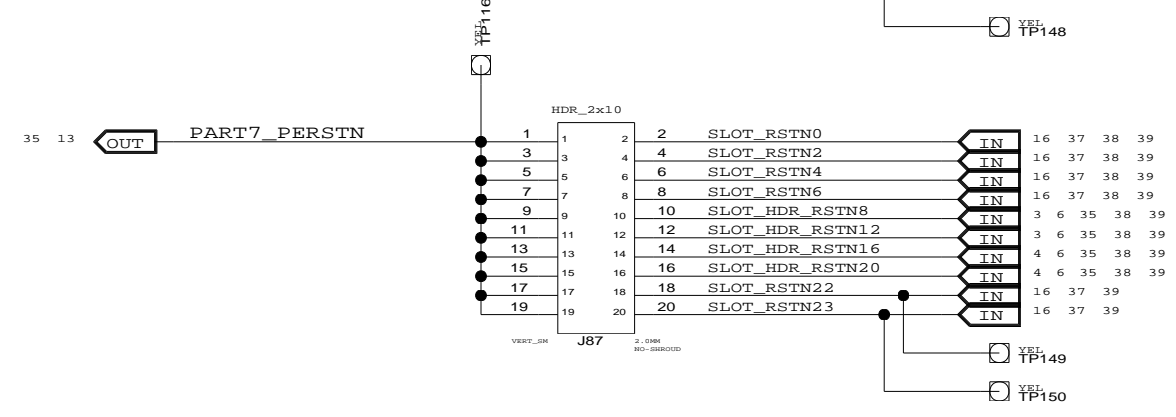 YEL
TP116
YEL
TP148
HDR_2x10
35 13 OUT PART7_PERSTN
1 1 2 2 SLOT_RSTN0 IN 16 37 38 39
3 3 4 4 SLOT_RSTN2 IN 16 37 38 39
5 5 6 6 SLOT_RSTN4 IN 16 37 38 39
7 7 8 8 SLOT_RSTN6 IN 16 37 38 39
9 9 10 10 SLOT_HDR_RSTN8 IN 3 6 35 38 39
11 11 12 12 SLOT_HDR_RSTN12 IN 3 6 35 38 39
13 13 14 14 SLOT_HDR_RSTN16 IN 4 6 35 38 39
15 15 16 16 SLOT_HDR_RSTN20 IN 4 6 35 38 39
17 17 18 18 SLOT_RSTN22 IN 16 37 39
19 19 20 20 SLOT_RSTN23 IN 16 37 39
VERT_SM J87 2.0MM
NO-SHROUD
YEL
TP149
YEL
TP150